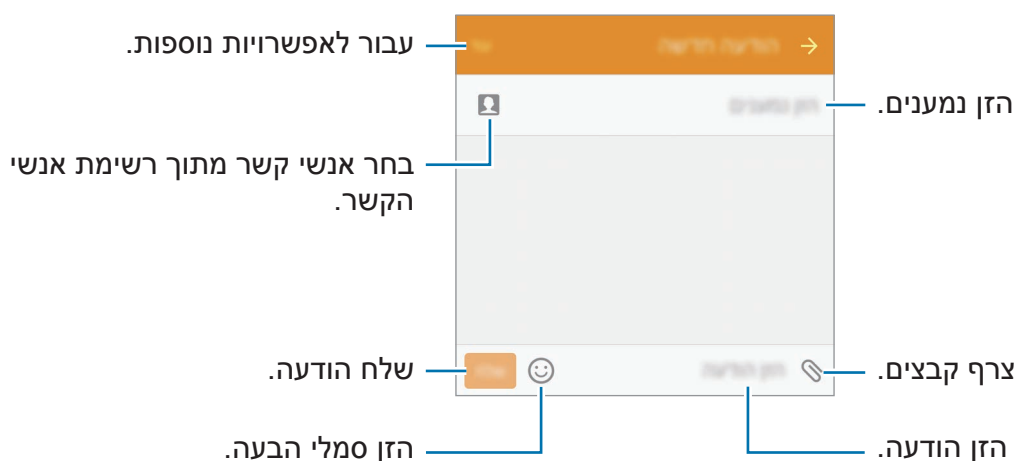 עבור לאפשרויות נוספות.
הזן נמענים.
בחר אנשי קשר מתוך רשימת אנשי
הקשר.
צרף קבצים.
שלח הודעה.
הזן הודעה.
הזן סמלי הבעה.